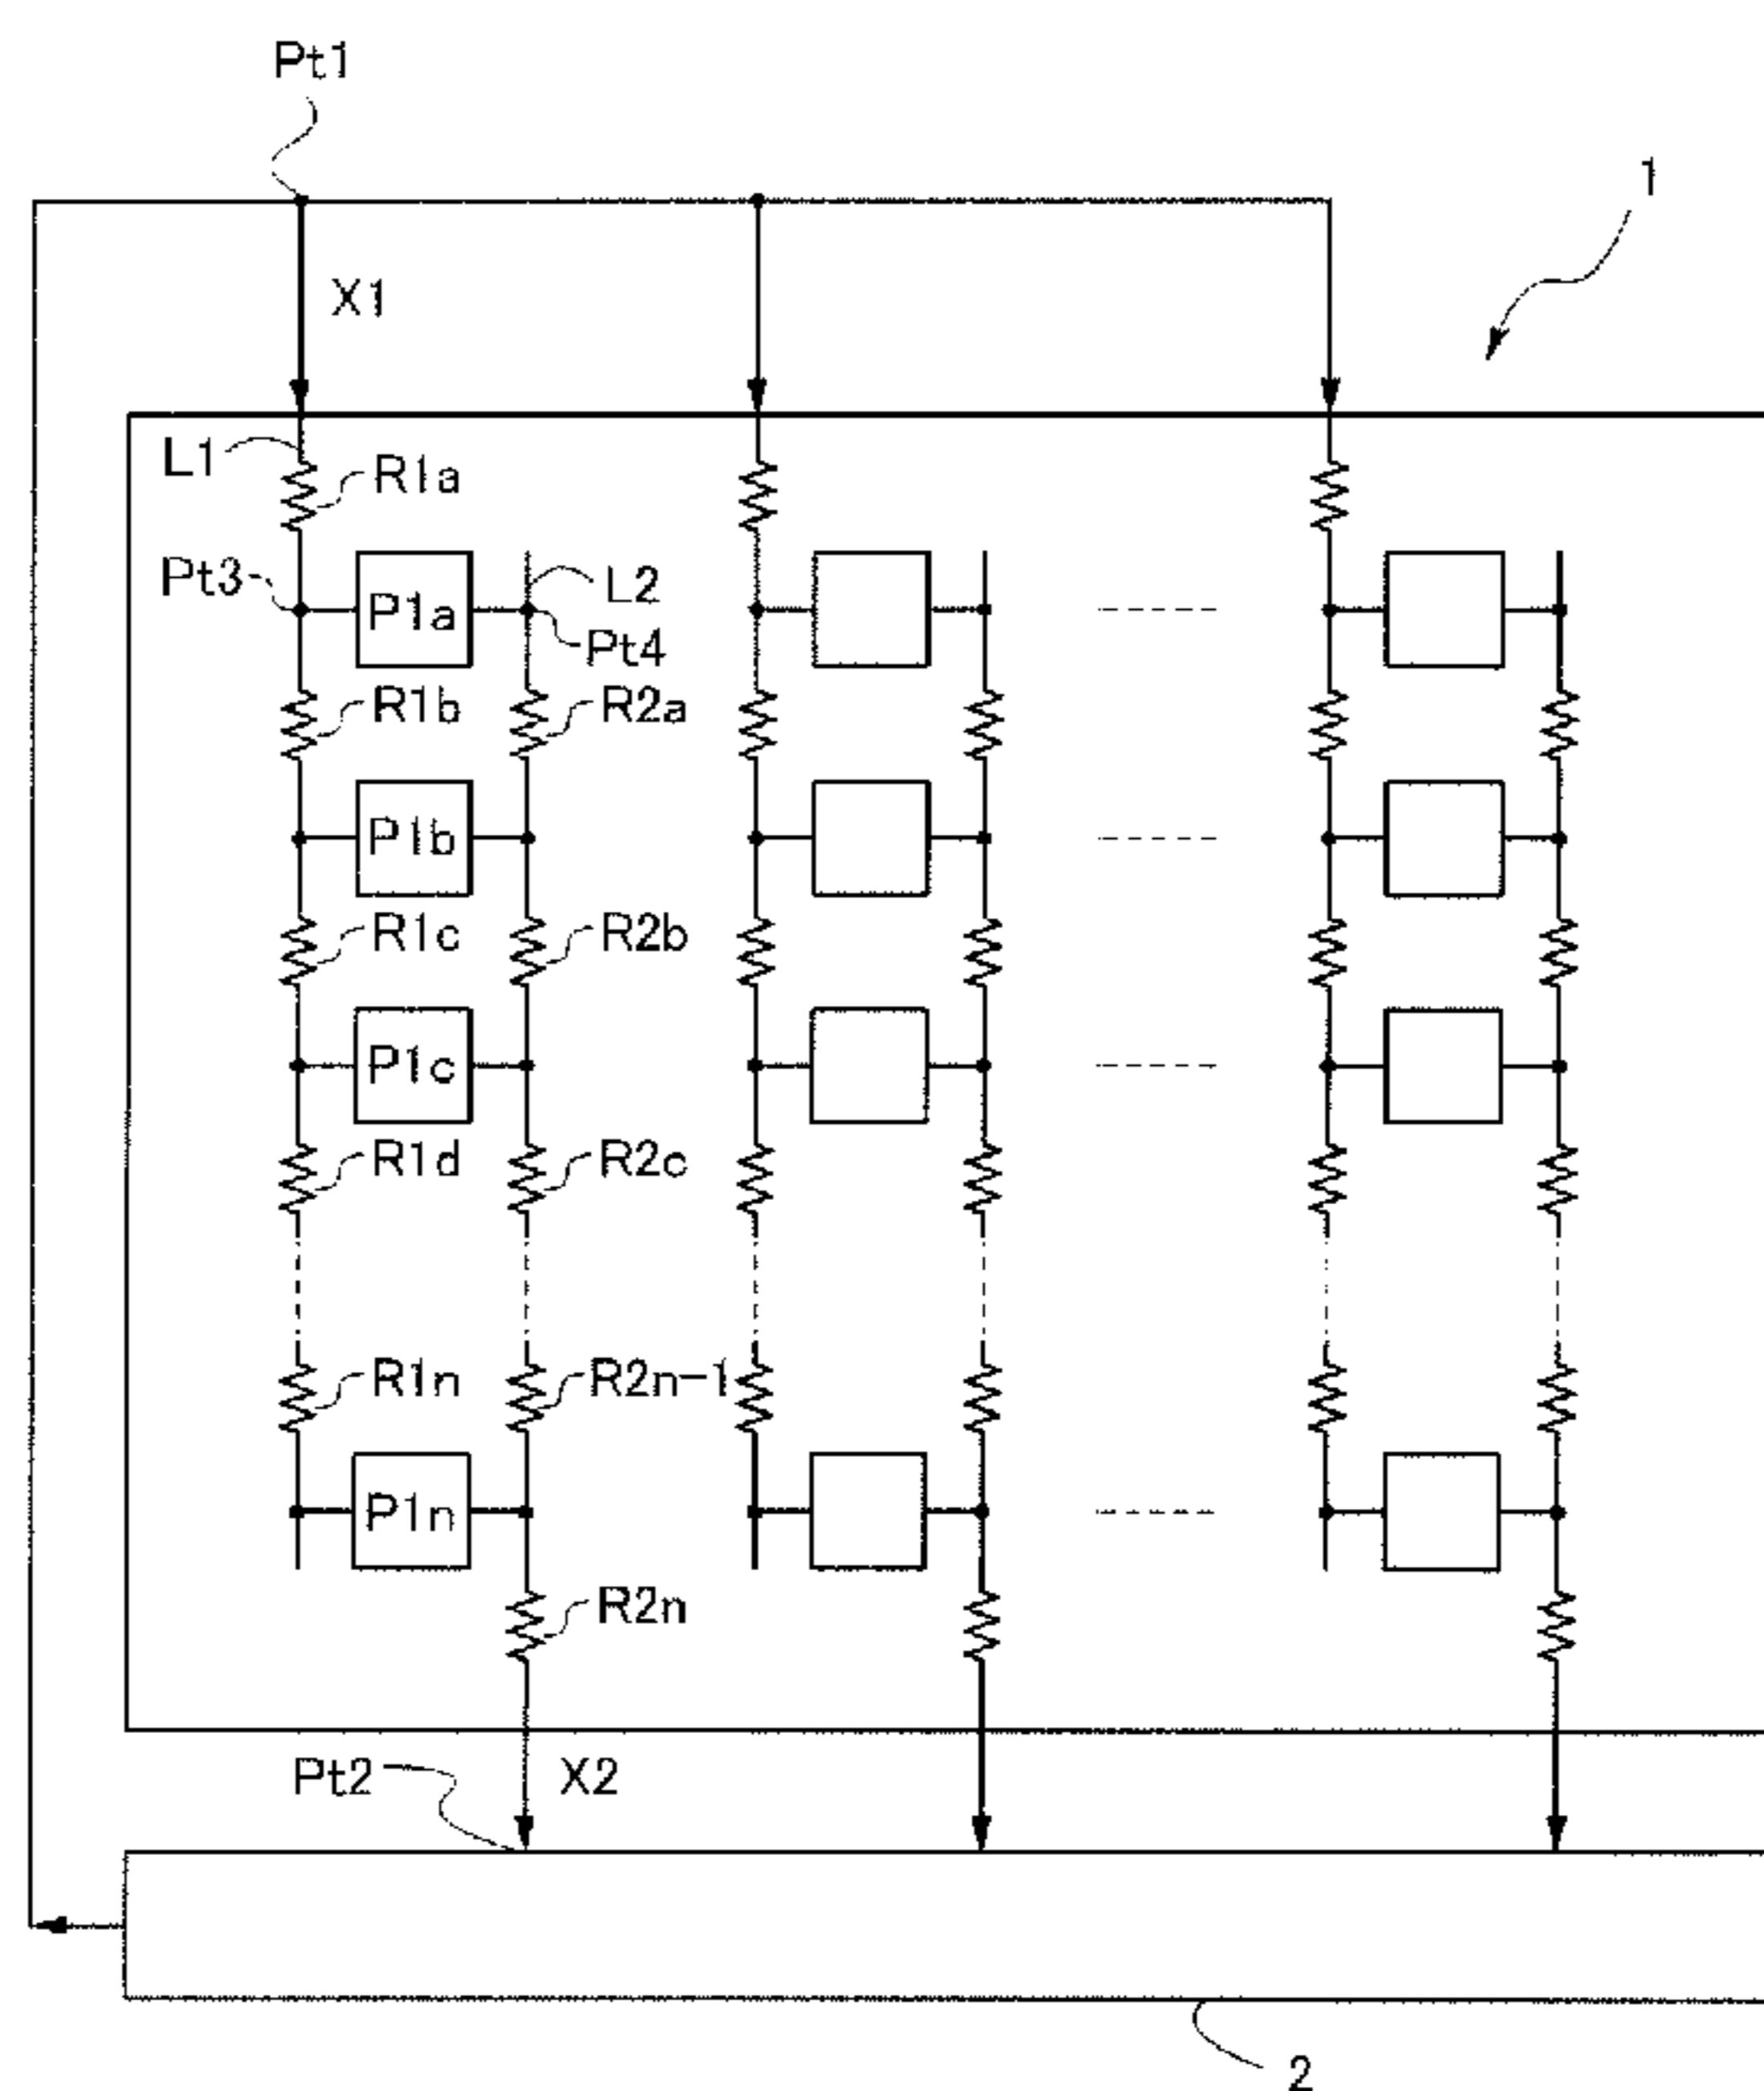 Pt1
1
X1
L1
R1a
Pt3
P1a
L2
Pt4
R1b
R2a
P1b
R1c
R2b
P1c
R1d
R2c
R1n
R2n-1
P1n
R2n
Pt2
X2
2